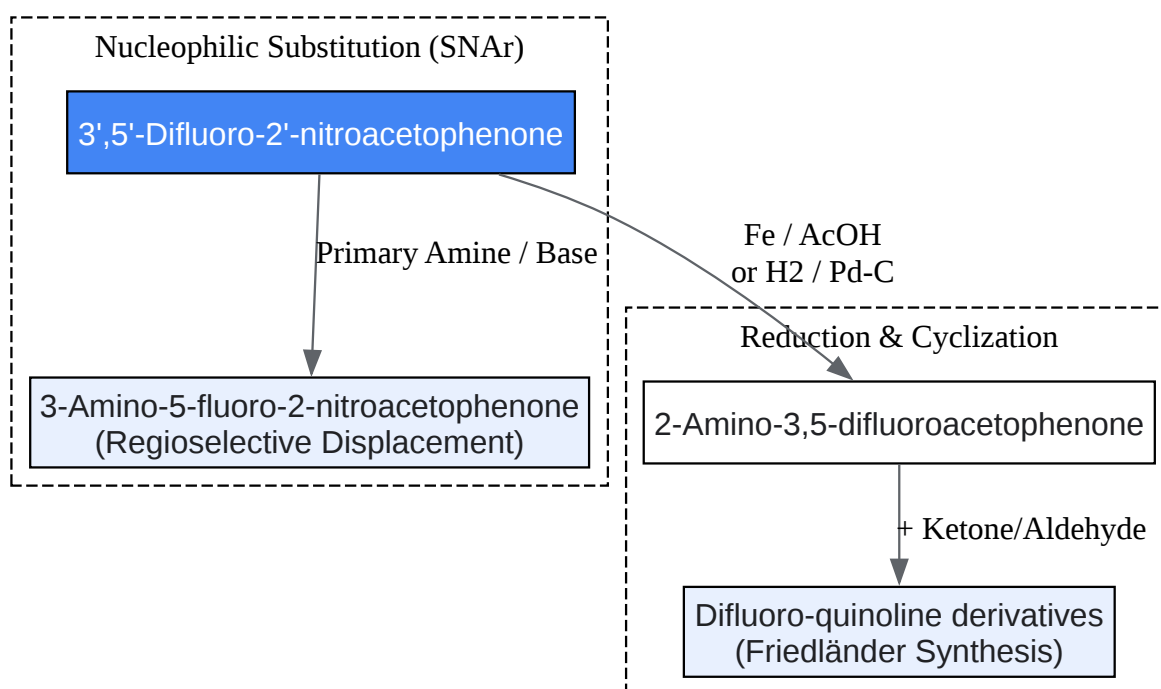 Nucleophilic Substitution (SNAr)
3',5'-Difluoro-2'-nitroacetophenone
Primary Amine / Base
Fe / AcOH
or H2 / Pd-C
Reduction & Cyclization
3-Amino-5-fluoro-2-nitroacetophenone
(Regioselective Displacement)
2-Amino-3,5-difluoroacetophenone
+ Ketone/Aldehyde
Difluoro-quinoline derivatives
(Friedländer Synthesis)